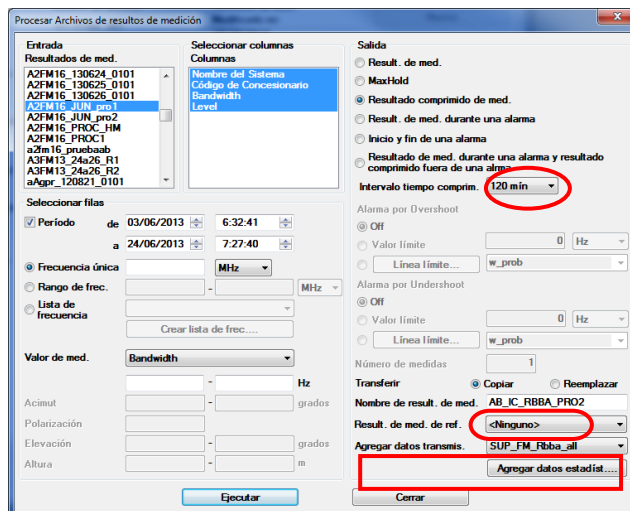 Procesar Archivos de resultos de medición
Entrada
Resultados de med.
A2FM16_130624_0101
A2FM16_130625_0101
A2FM16_130626_0101
A2FM16_JUN_pro1
A2FM16_JUN_pro2
A2FM16_PROC_HM
A2FM16_PROC1
a2fm16_pruebaab
A3FM13_24a26_R1
A3FM13_24a26_R2
aAgpr_120821_0101
Seleccionar columnas
Columnas
Nombre del Sistema
Código de Concesionario
Bandwidth
Level
Seleccionar filas
Período de 03/06/2013 6:32:41
a 24/06/2013 7:27:40
Frecuencia única MHz
Rango de frec. - MHz
Lista de frecuencia
Crear lista de frec....
Valor de med. Bandwidth
- Hz
Acimut - grados
Polarización
Elevación - grados
Altura - m
Salida
Result. de med.
MaxHold
Resultado comprimido de med.
Result. de med. durante una alarma
Inicio y fin de una alarma
Resultado de med. durante una alarma y resultado
comprimido fuera de una alrma
Intervalo tiempo comprim. 120 min
Alarma por Overshoot
Off
Valor límite 0 Hz
Línea límite... w_prob
Alarma por Undershoot
Off
Valor límite 0 Hz
Línea límite... w_prob
Número de medidas 1
Transferir Copiar Reemplazar
Nombre de result. de med. AB_IC_RBBA_PRO2
Result. de med. de ref. <Ninguno>
Agregar datos transmis. SUP_FM_Rbba_all
Agregar datos estadíst....
Ejecutar
Cerrar